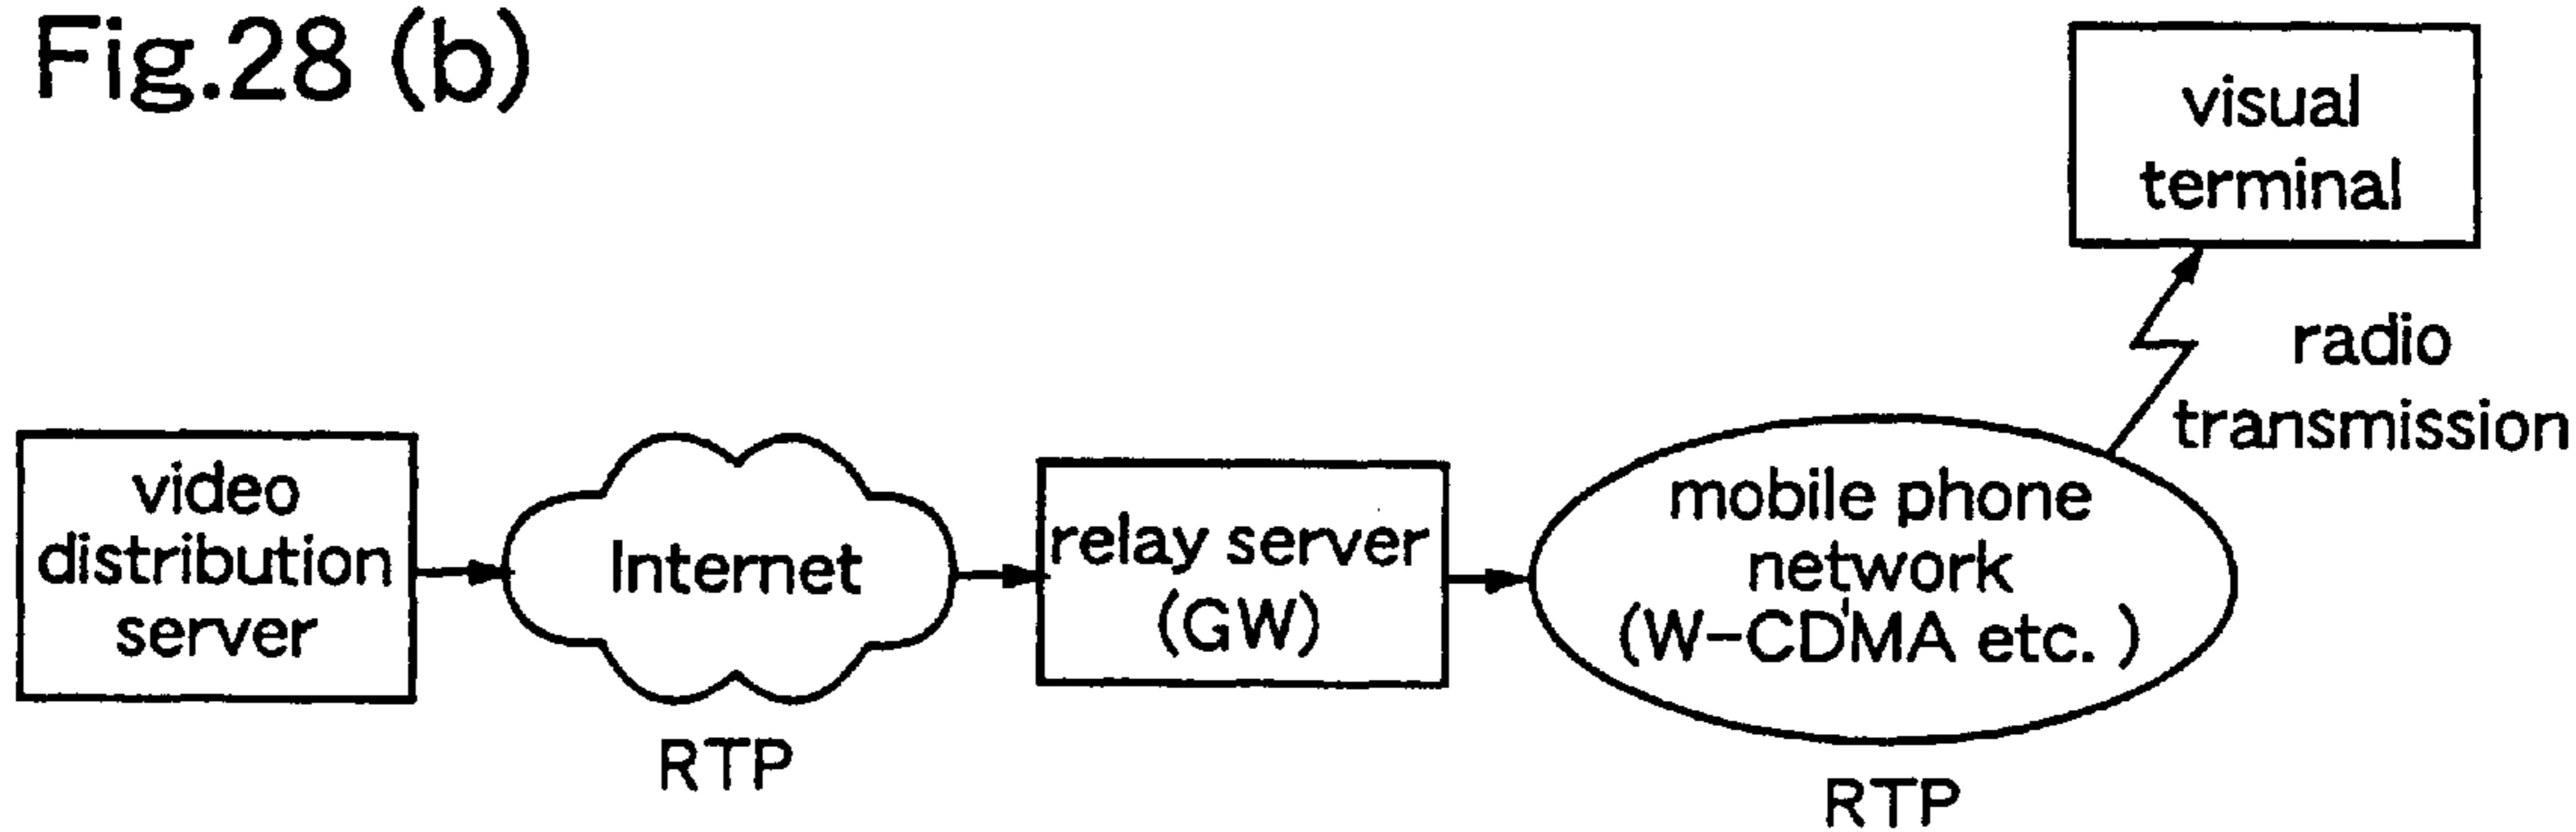 Fig.28 (b)
visual
terminal
radio
transmission
video
distribution
server
Internet
RTP
relay server
(GW)
mobile phone
network
(W-CDMA etc. )
RTP